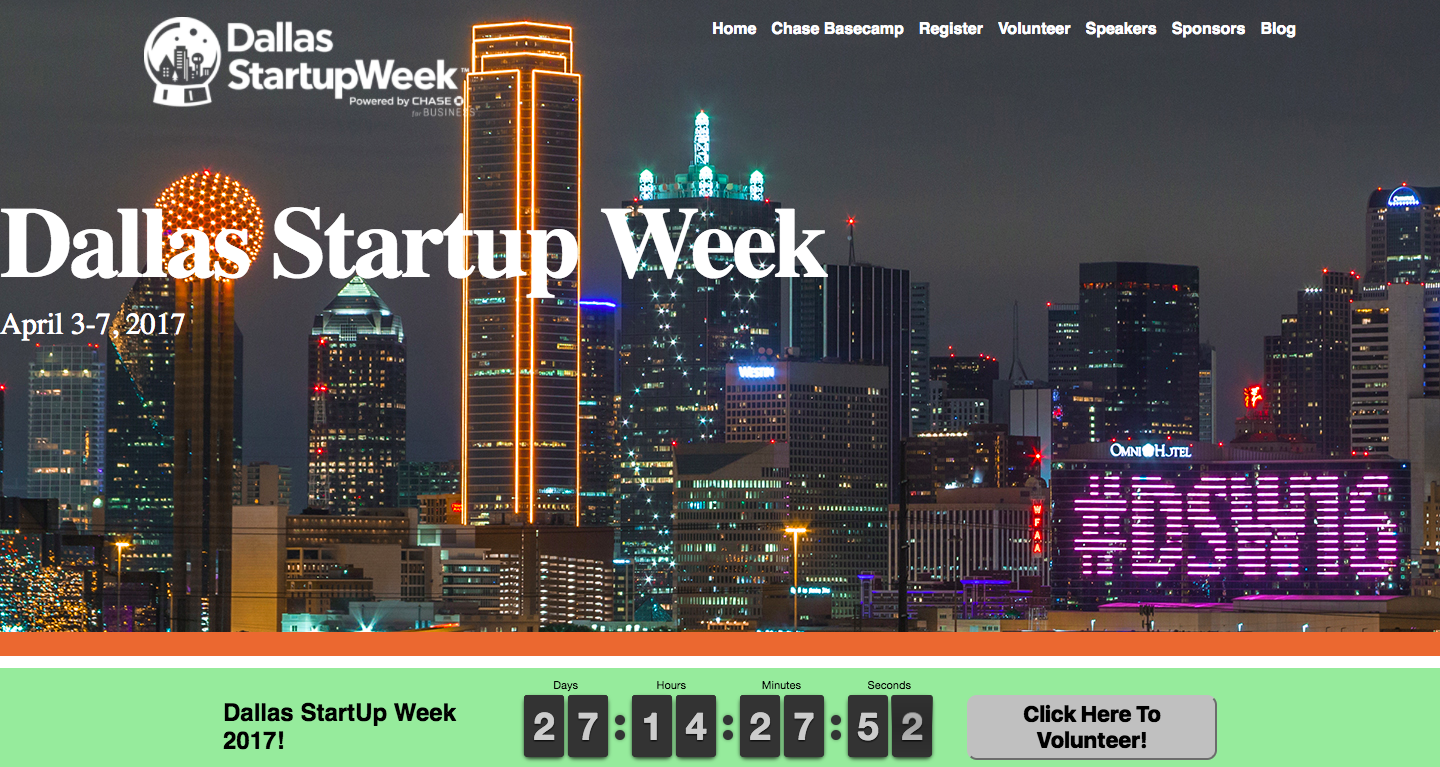 Dallas
StartupWeek™
Powered by CHASE
for BUSINESS
Home Chase Basecamp Register Volunteer Speakers Sponsors Blog
Dallas Startup Week
April 3-7, 2017
WESTIN
OMNI HOTEL
WFAA
#DSW16
Days Hours Minutes Seconds
27:14:27:52
Dallas StartUp Week
2017!
Click Here To
Volunteer!